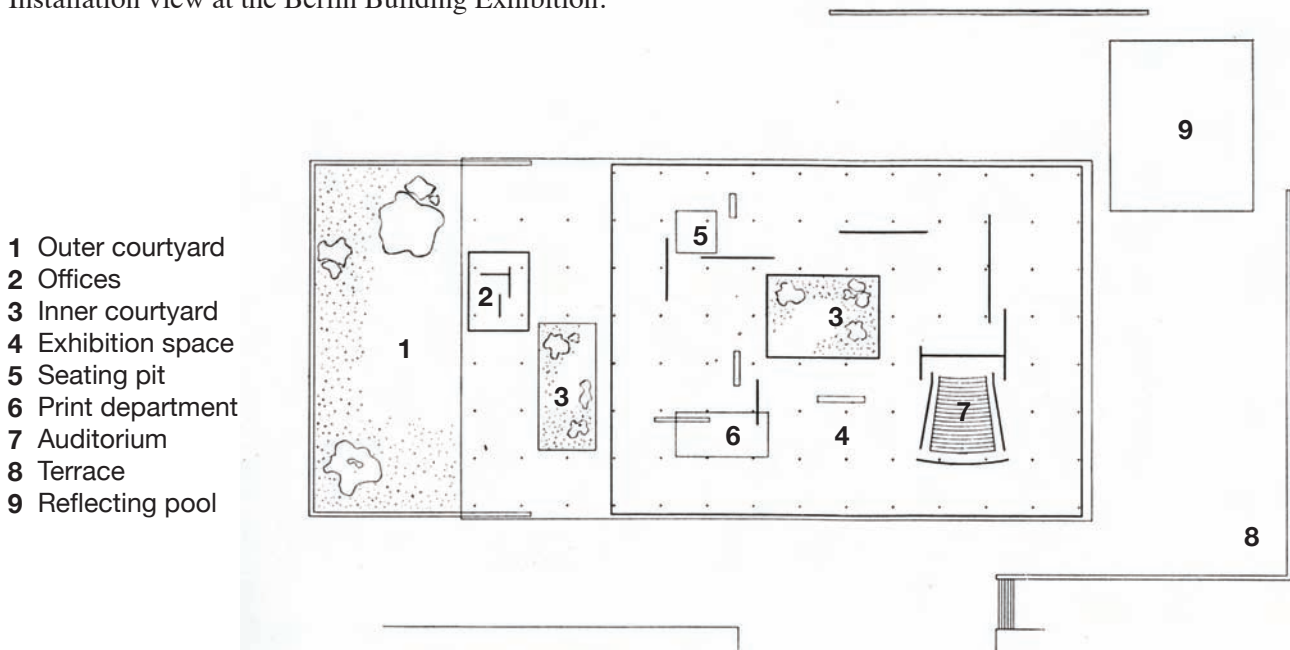 Installation view at the Berlin Building Exhibition.
1 Outer courtyard
2 Offices
3 Inner courtyard
4 Exhibition space
5 Seating pit
6 Print department
7 Auditorium
8 Terrace
9 Reflecting pool
9
5
2
3
1
3
7
6
4
8